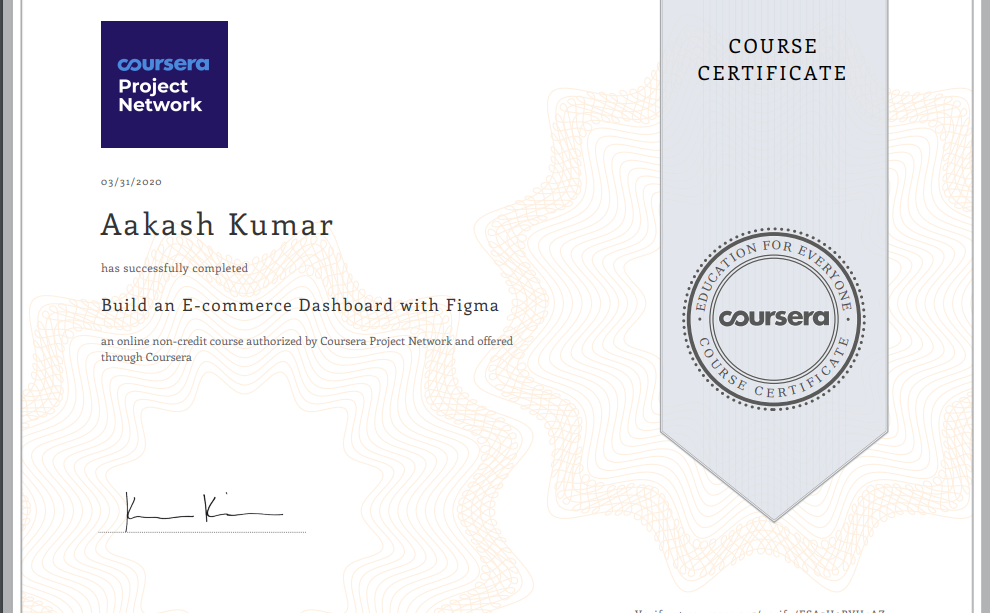 coursera
Project
Network
COURSE
CERTIFICATE
03/31/2020
Aakash Kumar
has successfully completed
Build an E-commerce Dashboard with Figma
an online non-credit course authorized by Coursera Project Network and offered
through Coursera
EDUCATION FOR EVERYONE
coursera
COURSE CERTIFICATE